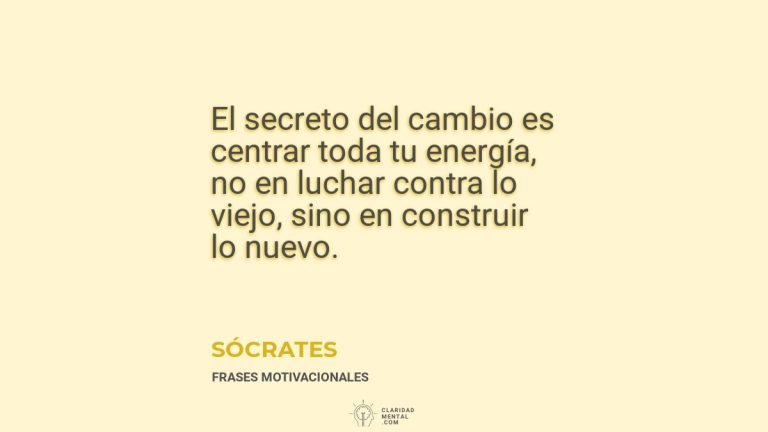 El secreto del cambio es
centrar toda tu energía,
no en luchar contra lo
viejo, sino en construir
lo nuevo.
SÓCRATES
FRASES MOTIVACIONALES
CLARIDAD
MENTAL
.COM